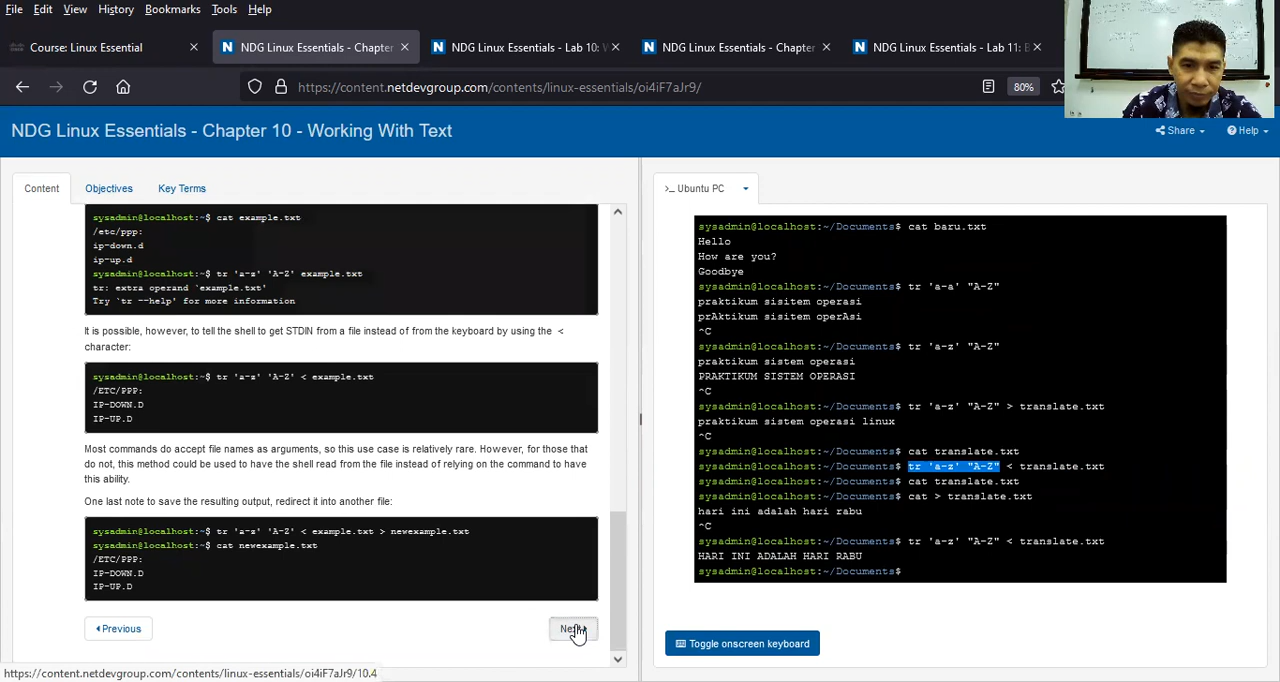 File Edit View History Bookmarks Tools Help
Course: Linux Essential
NDG Linux Essentials - Chapter
NDG Linux Essentials - Lab 10: W
NDG Linux Essentials - Chapter
NDG Linux Essentials - Lab 11: B
https://content.netdevgroup.com/contents/linux-essentials/oi4iF7aJr9/
80%
NDG Linux Essentials - Chapter 10 - Working With Text
Share
Help
Content Objectives Key Terms
sysadmin@localhost:~$ cat example.txt
/etc/ppp:
ip-down.d
ip-up.d
sysadmin@localhost:~$ tr 'a-z' 'A-Z' example.txt
tr: extra operand `example.txt'
Try `tr --help' for more information
It is possible, however, to tell the shell to get STDIN from a file instead of from the keyboard by using the <
character:
sysadmin@localhost:~$ tr 'a-z' 'A-Z' < example.txt
/ETC/PPP:
IP-DOWN.D
IP-UP.D
Most commands do accept file names as arguments, so this use case is relatively rare. However, for those that
do not, this method could be used to have the shell read from the file instead of relying on the command to have
this ability.
One last note to save the resulting output, redirect it into another file:
sysadmin@localhost:~$ tr 'a-z' 'A-Z' < example.txt > newexample.txt
sysadmin@localhost:~$ cat newexample.txt
/ETC/PPP:
IP-DOWN.D
IP-UP.D
Previous
https://content.netdevgroup.com/contents/linux-essentials/oi4iF7aJr9/10.4
>_ Ubuntu PC
sysadmin@localhost:~/Documents$ cat baru.txt
Hello
How are you?
Goodbye
sysadmin@localhost:~/Documents$ tr 'a-a' "A-Z"
praktikum sisitem operasi
prAktikum sisitem operAsi
^C
sysadmin@localhost:~/Documents$ tr 'a-z' "A-Z"
praktikum sistem operasi
PRAKTIKUM SISTEM OPERASI
^C
sysadmin@localhost:~/Documents$ tr 'a-z' "A-Z" > translate.txt
praktikum sistem operasi linux
^C
sysadmin@localhost:~/Documents$ cat translate.txt
sysadmin@localhost:~/Documents$ tr 'a-z' "A-Z" < translate.txt
sysadmin@localhost:~/Documents$ cat translate.txt
sysadmin@localhost:~/Documents$ cat > translate.txt
hari ini adalah hari rabu
^C
sysadmin@localhost:~/Documents$ tr 'a-z' "A-Z" < translate.txt
HARI INI ADALAH HARI RABU
sysadmin@localhost:~/Documents$
Toggle onscreen keyboard